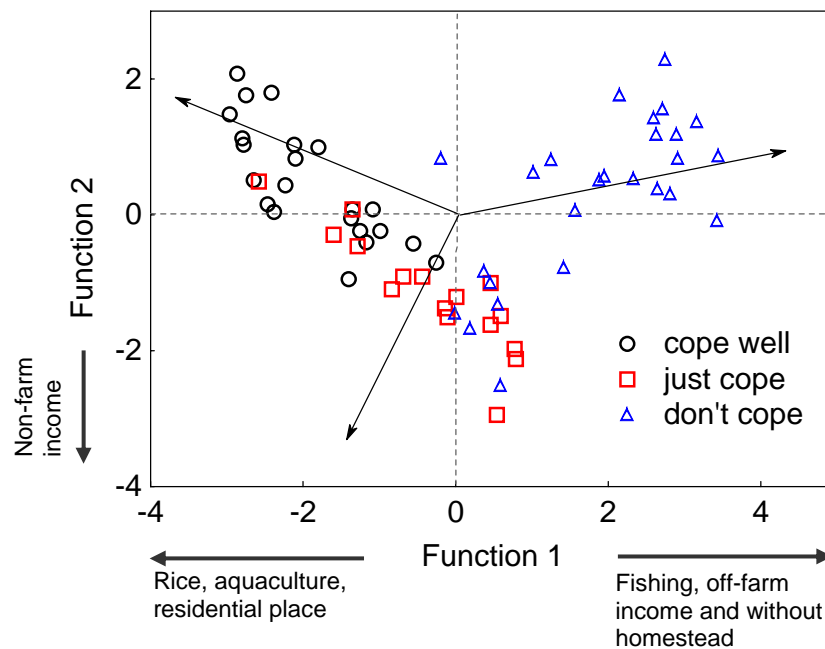 2
0
-2
-4
Function 2
Non-farm
income
cope well
just cope
don't cope
-4
-2
0
2
4
Function 1
Rice, aquaculture,
residential place
Fishing, off-farm
income and without
homestead